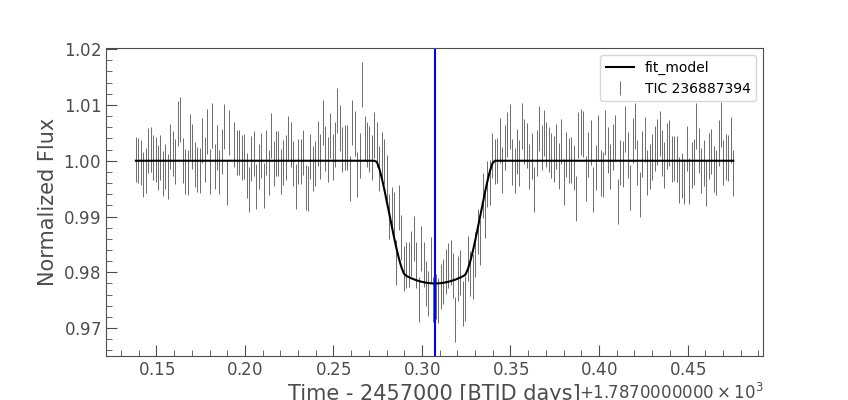 1.02
1.01
1.00
0.99
0.98
0.97
Normalized Flux
fit_model
TIC 236887394
0.15 0.20 0.25 0.30 0.35 0.40 0.45
Time - 2457000 [BTJD days]
+1.7870000000 × 10³